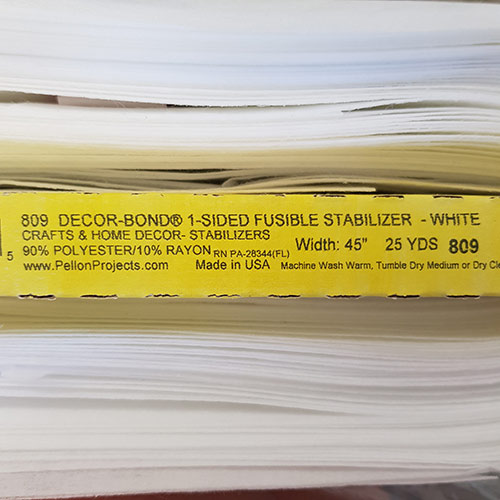 809 DECOR-BOND® 1-SIDED FUSIBLE STABILIZER - WHITE
CRAFTS & HOME DECOR- STABILIZERS
5 90% POLYESTER/10% RAYON RN PA-28344(FL) Width: 45" 25 YDS 809
www.PellonProjects.com Made in USA Machine Wash Warm, Tumble Dry Medium or Dry Cle